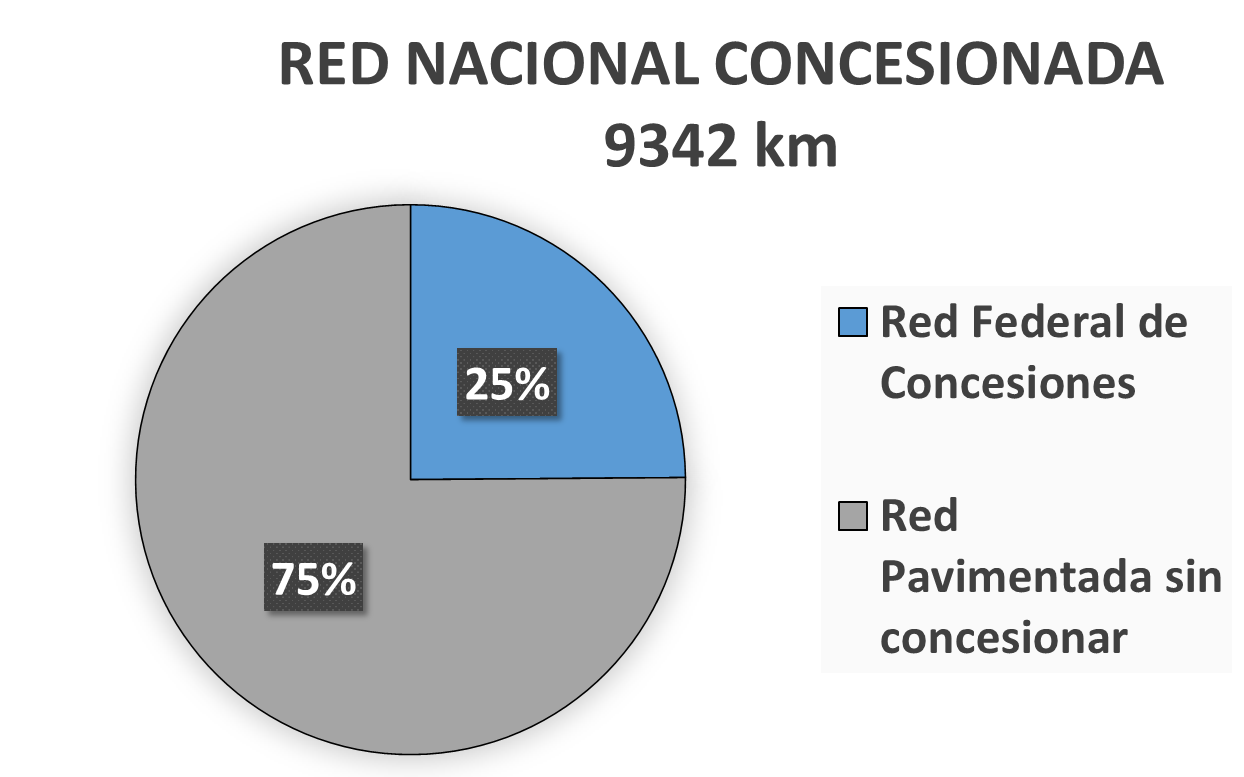 RED NACIONAL CONCESIONADA
9342 km
25%
75%
Red Federal de
Concesiones
Red
Pavimentada sin
concesionar